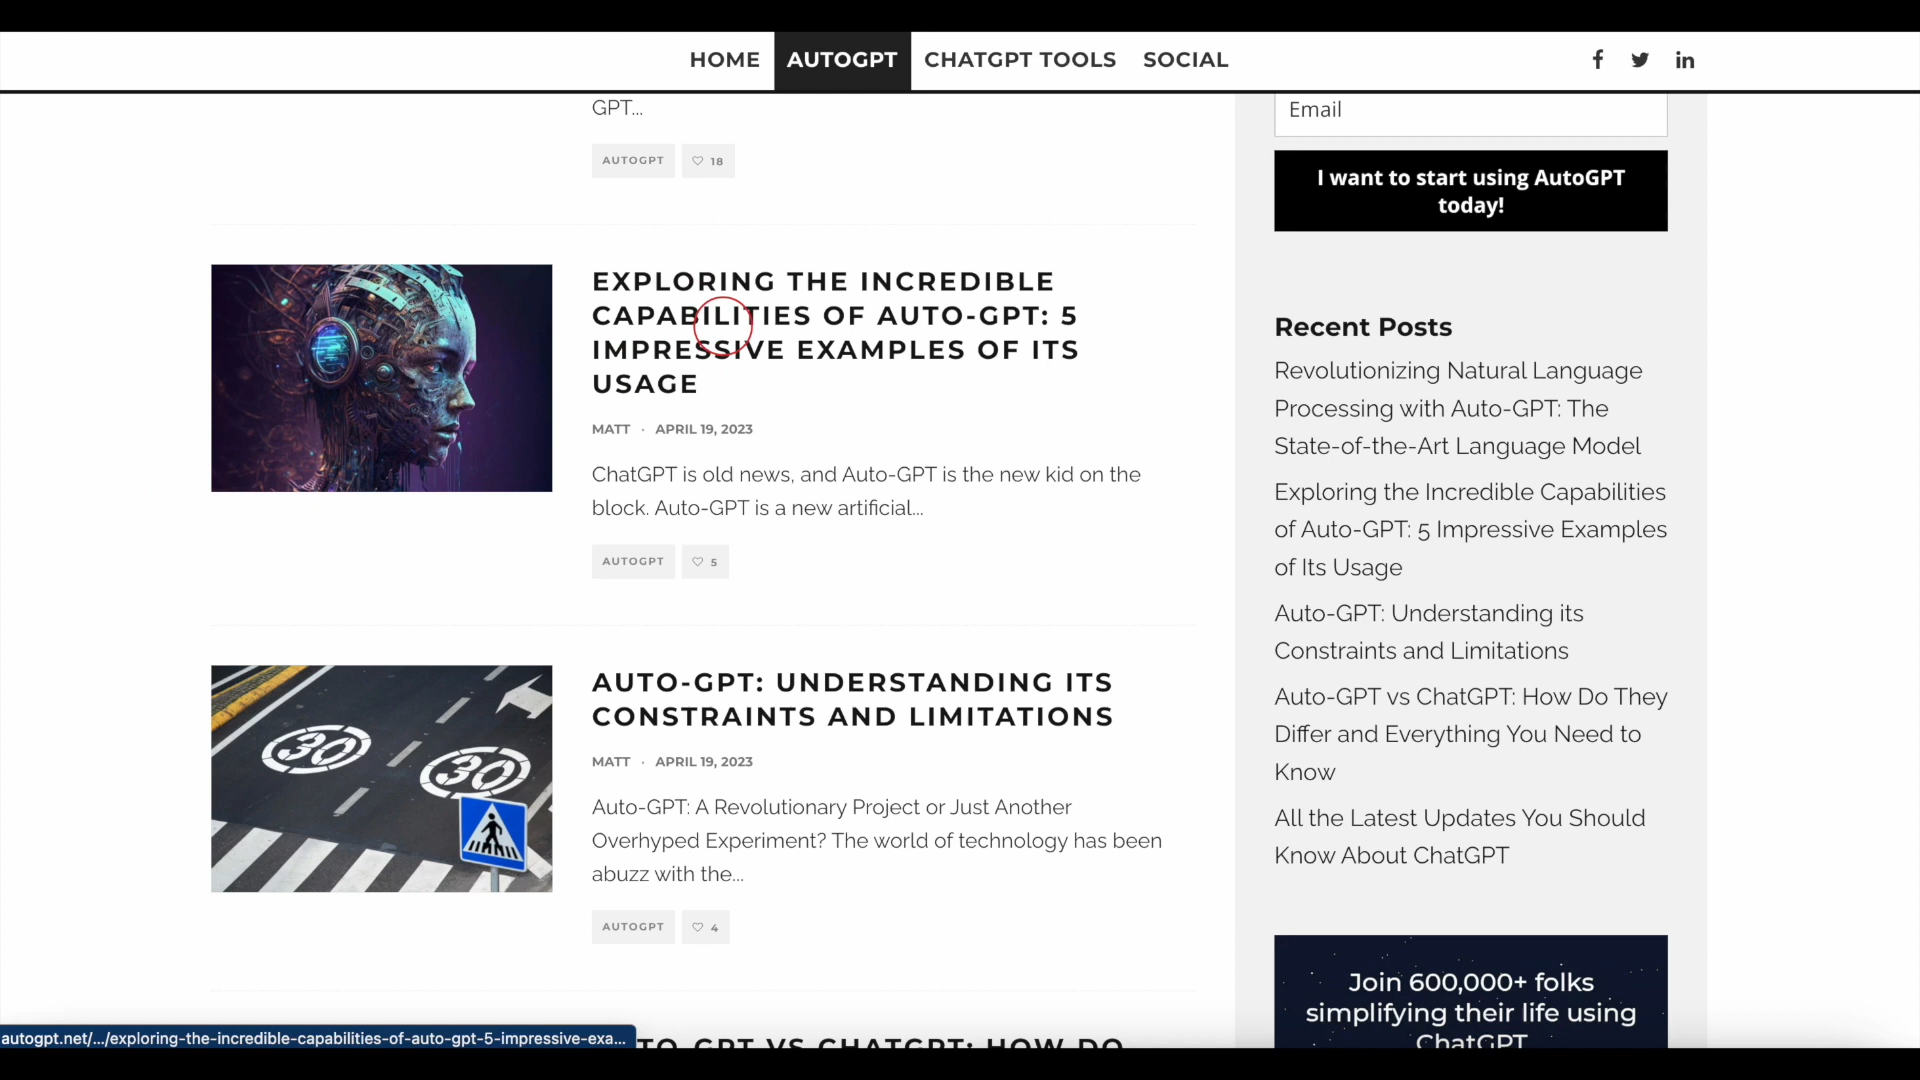 HOME AUTOGPT CHATGPT TOOLS SOCIAL
GPT...
AUTOGPT 18
EXPLORING THE INCREDIBLE
CAPABILITIES OF AUTO-GPT: 5
IMPRESSIVE EXAMPLES OF ITS
USAGE
MATT · APRIL 19, 2023
ChatGPT is old news, and Auto-GPT is the new kid on the
block. Auto-GPT is a new artificial...
AUTOGPT 5
30
30
AUTO-GPT: UNDERSTANDING ITS
CONSTRAINTS AND LIMITATIONS
MATT · APRIL 19, 2023
Auto-GPT: A Revolutionary Project or Just Another
Overhyped Experiment? The world of technology has been
abuzz with the...
AUTOGPT 4
TO-GPT VS CHATGPT: HOW DO
autogpt.net/.../exploring-the-incredible-capabilities-of-auto-gpt-5-impressive-exa...
Email
I want to start using AutoGPT
today!
Recent Posts
Revolutionizing Natural Language
Processing with Auto-GPT: The
State-of-the-Art Language Model
Exploring the Incredible Capabilities
of Auto-GPT: 5 Impressive Examples
of Its Usage
Auto-GPT: Understanding its
Constraints and Limitations
Auto-GPT vs ChatGPT: How Do They
Differ and Everything You Need to
Know
All the Latest Updates You Should
Know About ChatGPT
Join 600,000+ folks
simplifying their life using
ChatGPT